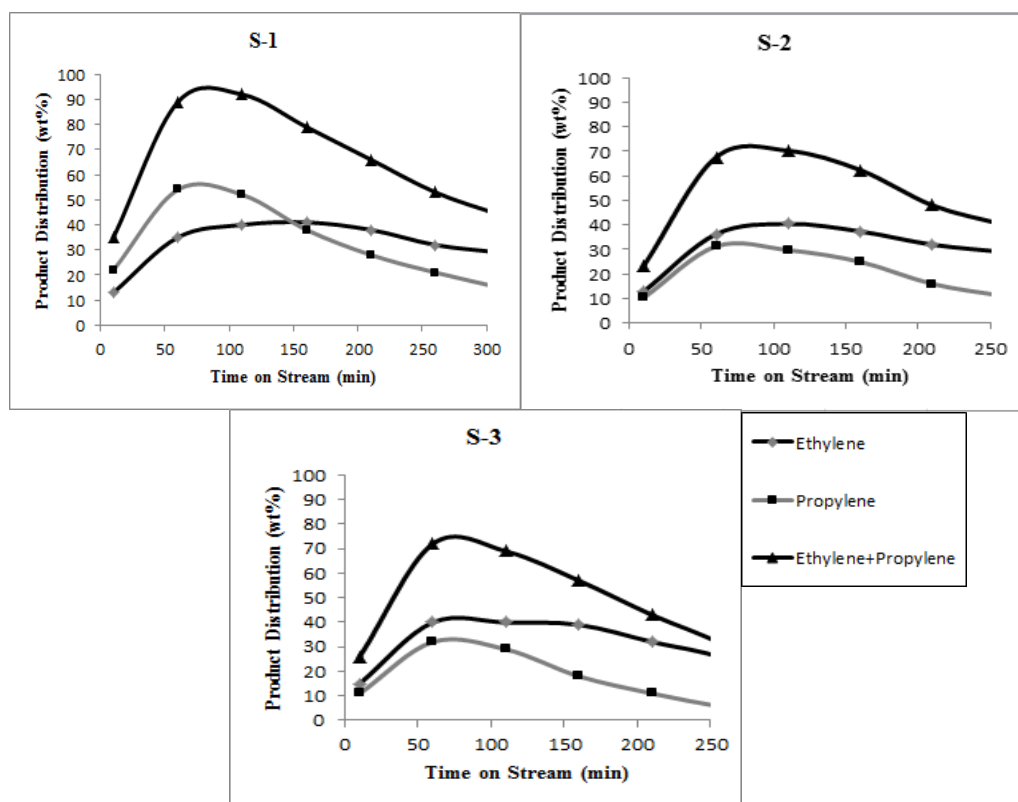 S-1
Product Distribution (wt%)
100
90
80
70
60
50
40
30
20
10
0
0 50 100 150 200 250 300
Time on Stream (min)
S-2
Product Distribution (wt%)
100
90
80
70
60
50
40
30
20
10
0
0 50 100 150 200 250
Time on Stream (min)
S-3
Product Distribution (wt%)
100
90
80
70
60
50
40
30
20
10
0
0 50 100 150 200 250
Time on Stream (min)
Ethylene
Propylene
Ethylene+Propylene